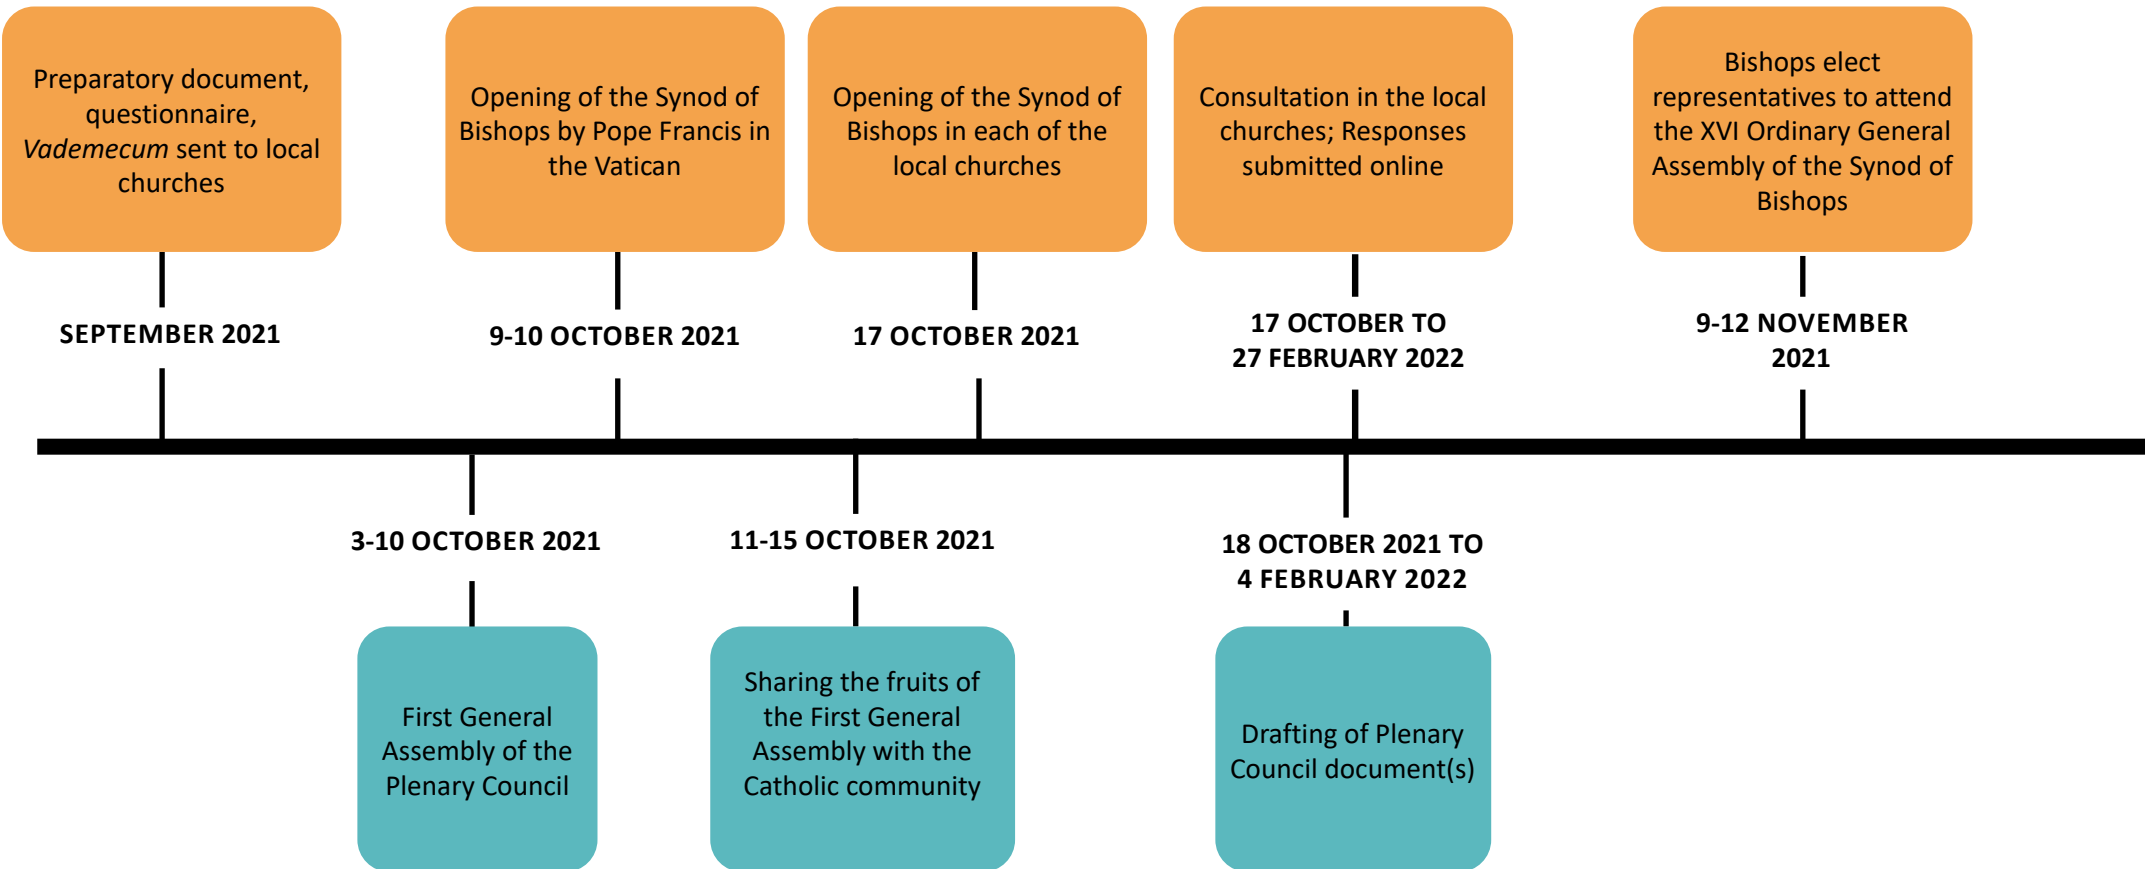 Preparatory document,
questionnaire,
Vademecum sent to local
churches
Opening of the Synod of
Bishops by Pope Francis in
the Vatican
Opening of the Synod of
Bishops in each of the
local churches
Consultation in the local
churches; Responses
submitted online
Bishops elect
representatives to attend
the XVI Ordinary General
Assembly of the Synod of
Bishops
SEPTEMBER 2021
9-10 OCTOBER 2021
17 OCTOBER 2021
17 OCTOBER TO
27 FEBRUARY 2022
9-12 NOVEMBER
2021
3-10 OCTOBER 2021
11-15 OCTOBER 2021
18 OCTOBER 2021 TO
4 FEBRUARY 2022
First General
Assembly of the
Plenary Council
Sharing the fruits of
the First General
Assembly with the
Catholic community
Drafting of Plenary
Council document(s)